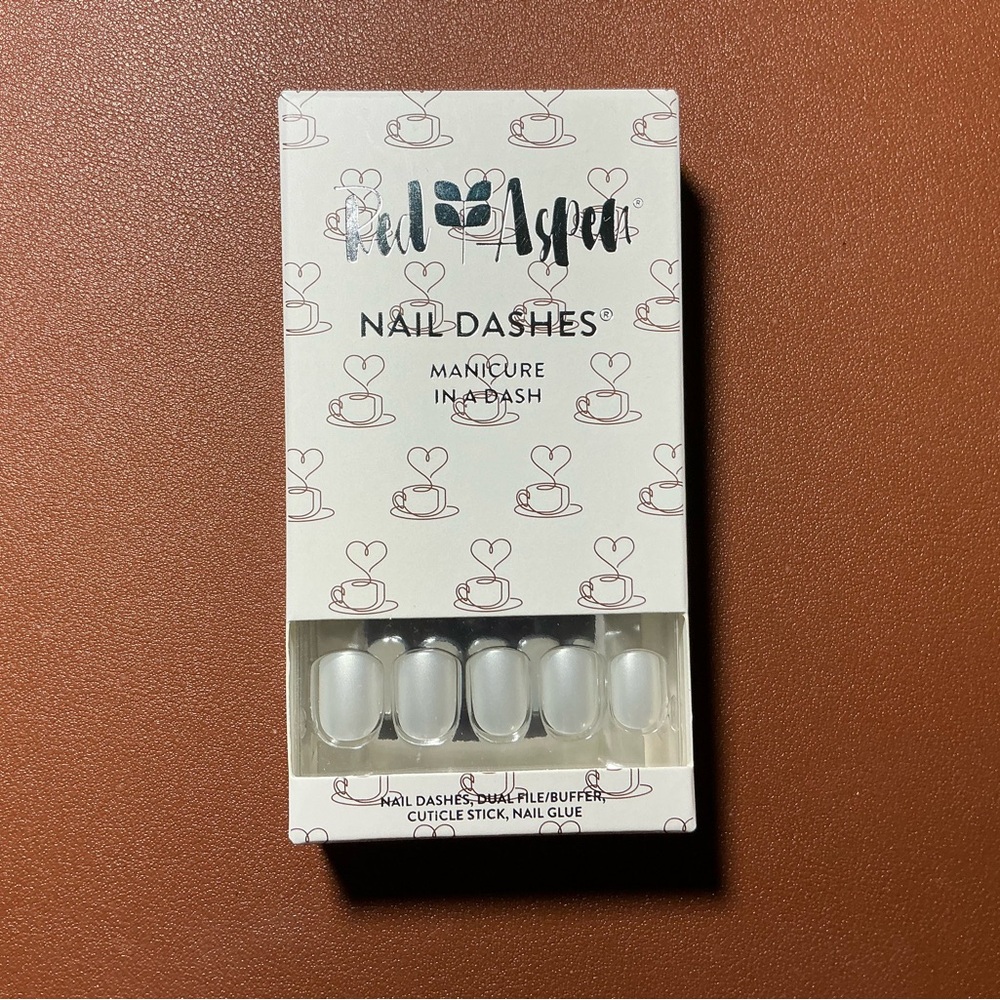 Red Aspen®
NAIL DASHES®
MANICURE
IN A DASH
NAIL DASHES, DUAL FILE/BUFFER,
CUTICLE STICK, NAIL GLUE